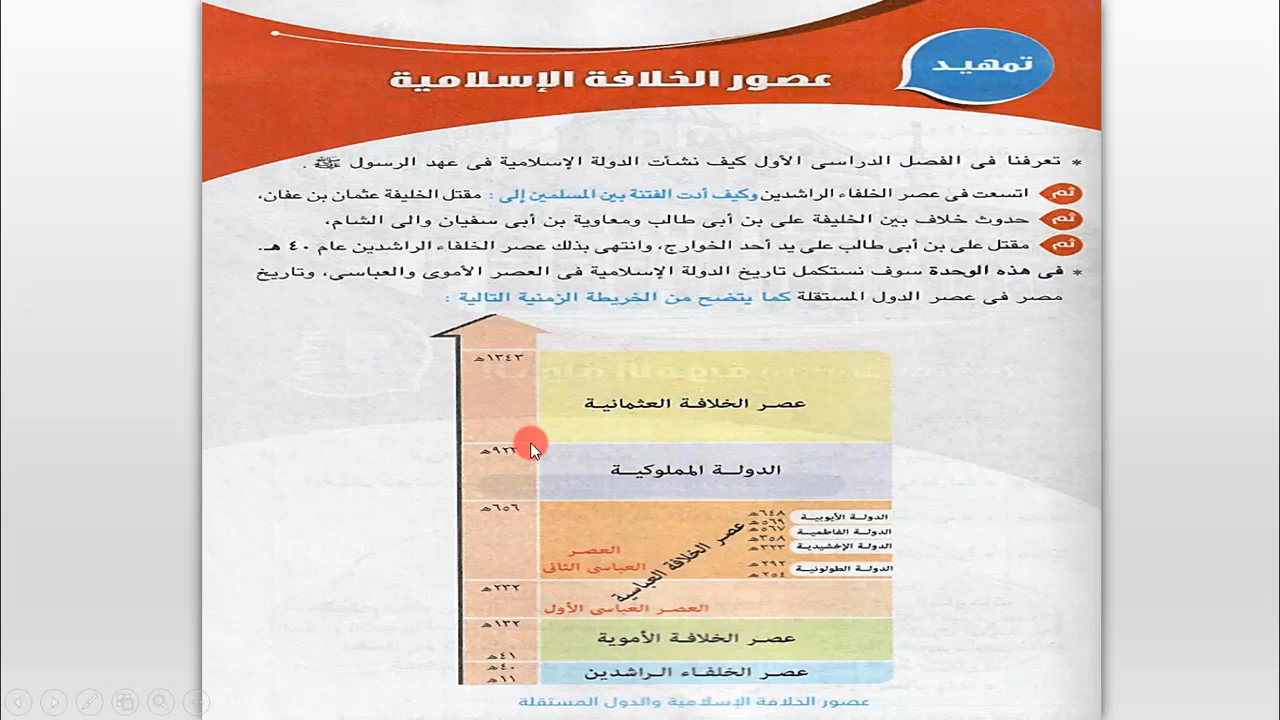 تمهيد
عصور الخلافة الإسلامية
* تعرفنا فى الفصل الدراسى الأول كيف نشأت الدولة الإسلامية فى عهد الرسول ﷺ .
ثم اتسعت فى عصر الخلفاء الراشدين وكيف أدت الفتنة بين المسلمين إلى : مقتل الخليفة عثمان بن عفان،
ثم حدوث خلاف بين الخليفة على بن أبى طالب ومعاوية بن أبى سفيان والى الشام،
ثم مقتل على بن أبى طالب على يد أحد الخوارج، وانتهى بذلك عصر الخلفاء الراشدين عام ٤٠ هـ.
* فى هذه الوحدة سوف نستكمل تاريخ الدولة الإسلامية فى العصر الأموى والعباسى، وتاريخ
مصر فى عصر الدول المستقلة كما يتضح من الخريطة الزمنية التالية :
١٣٤٣هـ
عصر الخلافة العثمانية
الدولة المملوكية
٦٥٦هـ
الدولة الأيوبية
٦٤٨هـ
٥٦٩هـ
الدولة الفاطمية
٥٦٧هـ
٣٥٨هـ
الدولة الإخشيدية
الدولة الطولونية
٢٩٢هـ
٢٥٤هـ
عصر الخلافة العباسية
العصر
العباسى الثانى
٢٣٢هـ
العصر العباسى الأول
١٣٢هـ
عصر الخلافة الأموية
٤١هـ
٤٠هـ
عصر الخلفاء الراشدين
١١هـ
عصور الخلافة الإسلامية والدول المستقلة